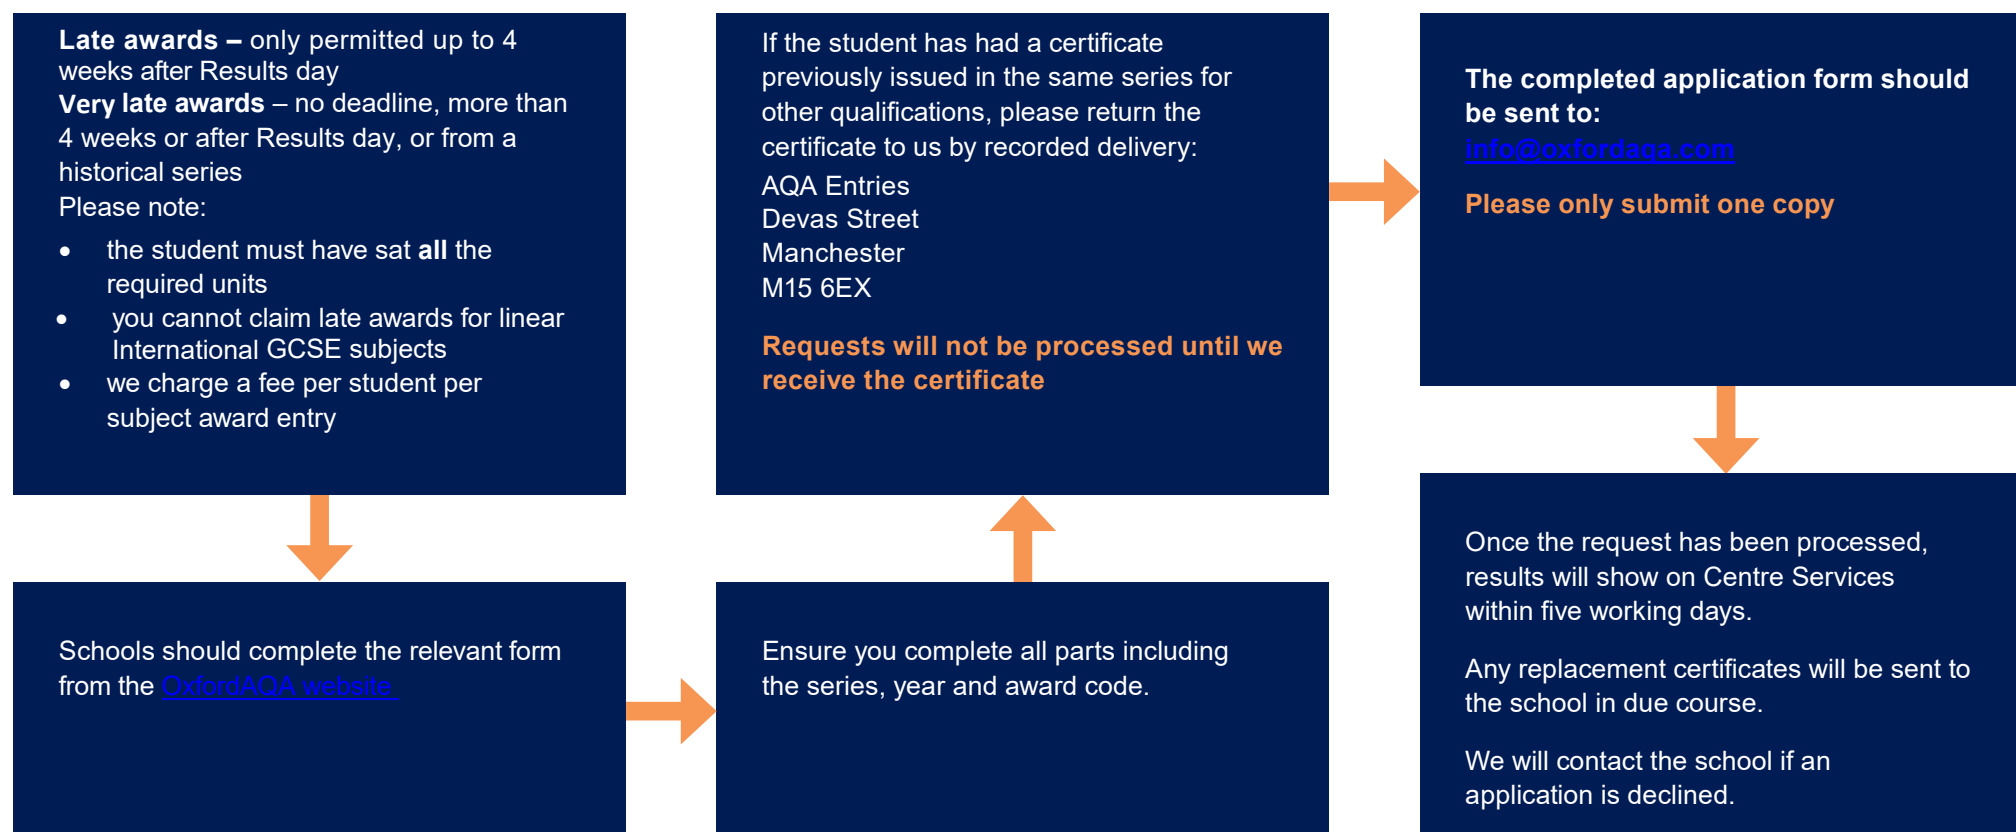 Late awards – only permitted up to 4
weeks after Results day
Very late awards – no deadline, more than
4 weeks or after Results day, or from a
historical series
Please note:
• the student must have sat all the
required units
• you cannot claim late awards for linear
International GCSE subjects
• we charge a fee per student per
subject award entry
Schools should complete the relevant form
from the OxfordAQA website
Ensure you complete all parts including
the series, year and award code.
If the student has had a certificate
previously issued in the same series for
other qualifications, please return the
certificate to us by recorded delivery:
AQA Entries
Devas Street
Manchester
M15 6EX
Requests will not be processed until we
receive the certificate
The completed application form should
be sent to:
info@oxfordaqa.com
Please only submit one copy
Once the request has been processed,
results will show on Centre Services
within five working days.
Any replacement certificates will be sent to
the school in due course.
We will contact the school if an
application is declined.